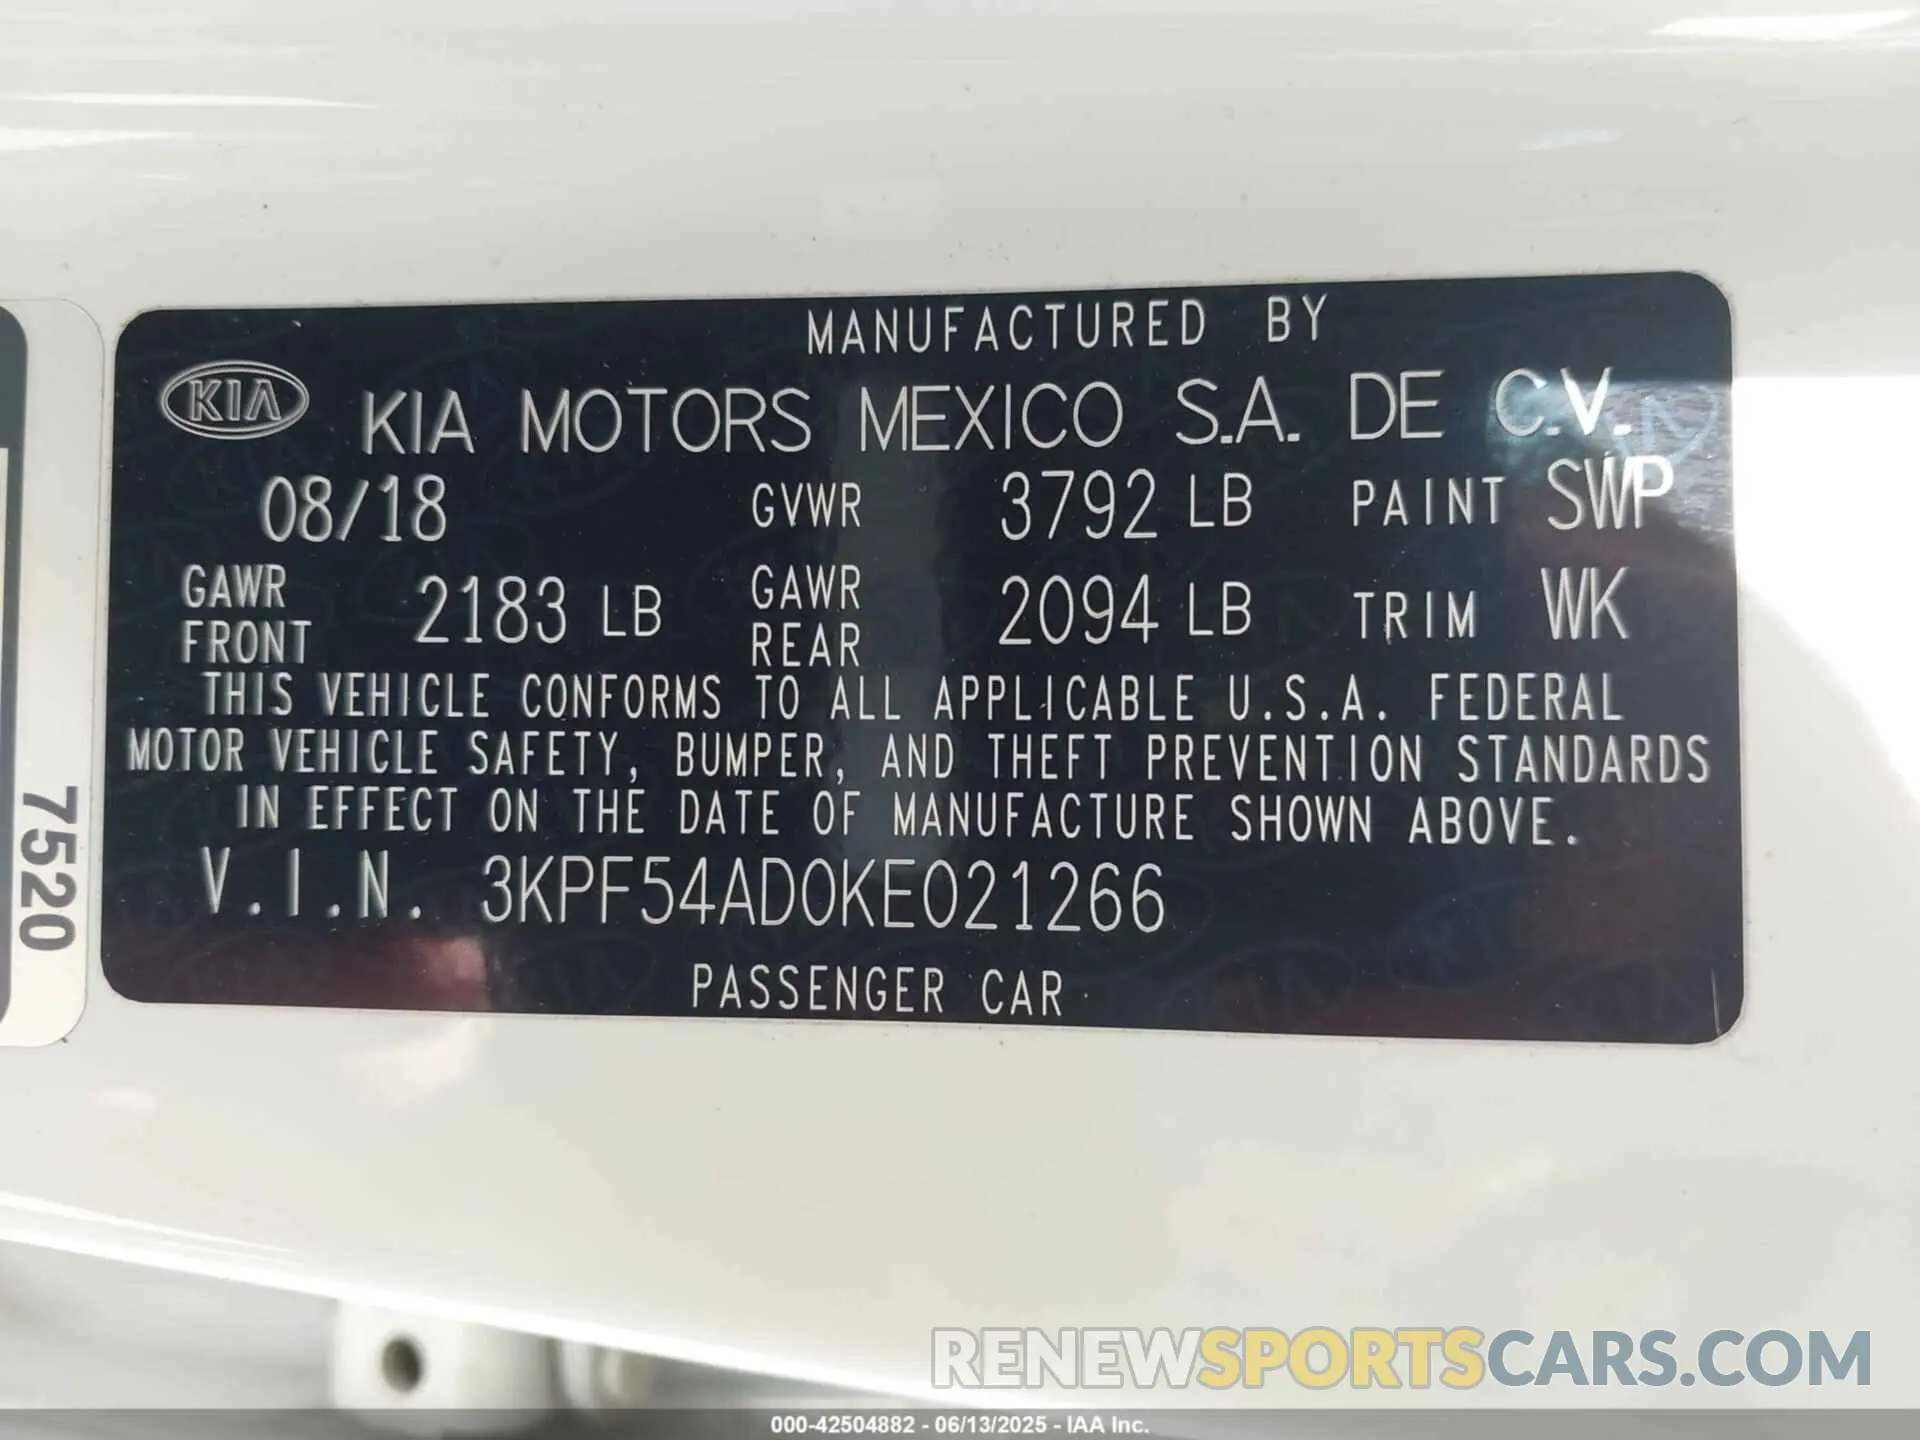 MANUFACTURED BY
KIA KIA MOTORS MEXICO S.A. DE C.V.
08/18 GVWR 3792 LB PAINT SWP
GAWR FRONT 2183 LB GAWR REAR 2094 LB TRIM WK
THIS VEHICLE CONFORMS TO ALL APPLICABLE U.S.A. FEDERAL
MOTOR VEHICLE SAFETY, BUMPER, AND THEFT PREVENTION STANDARDS
IN EFFECT ON THE DATE OF MANUFACTURE SHOWN ABOVE.
V.I.N. 3KPF54AD0KE021266
PASSENGER CAR
7520
RENEWSPORTSCARS.COM
000-42504882 - 06/13/2025 - IAA Inc.